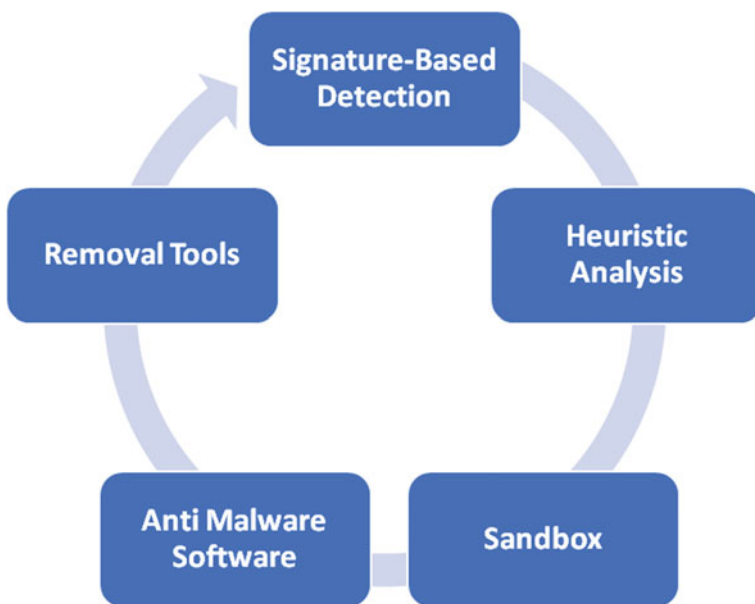 Signature-Based
Detection
Heuristic
Analysis
Sandbox
Anti Malware
Software
Removal Tools